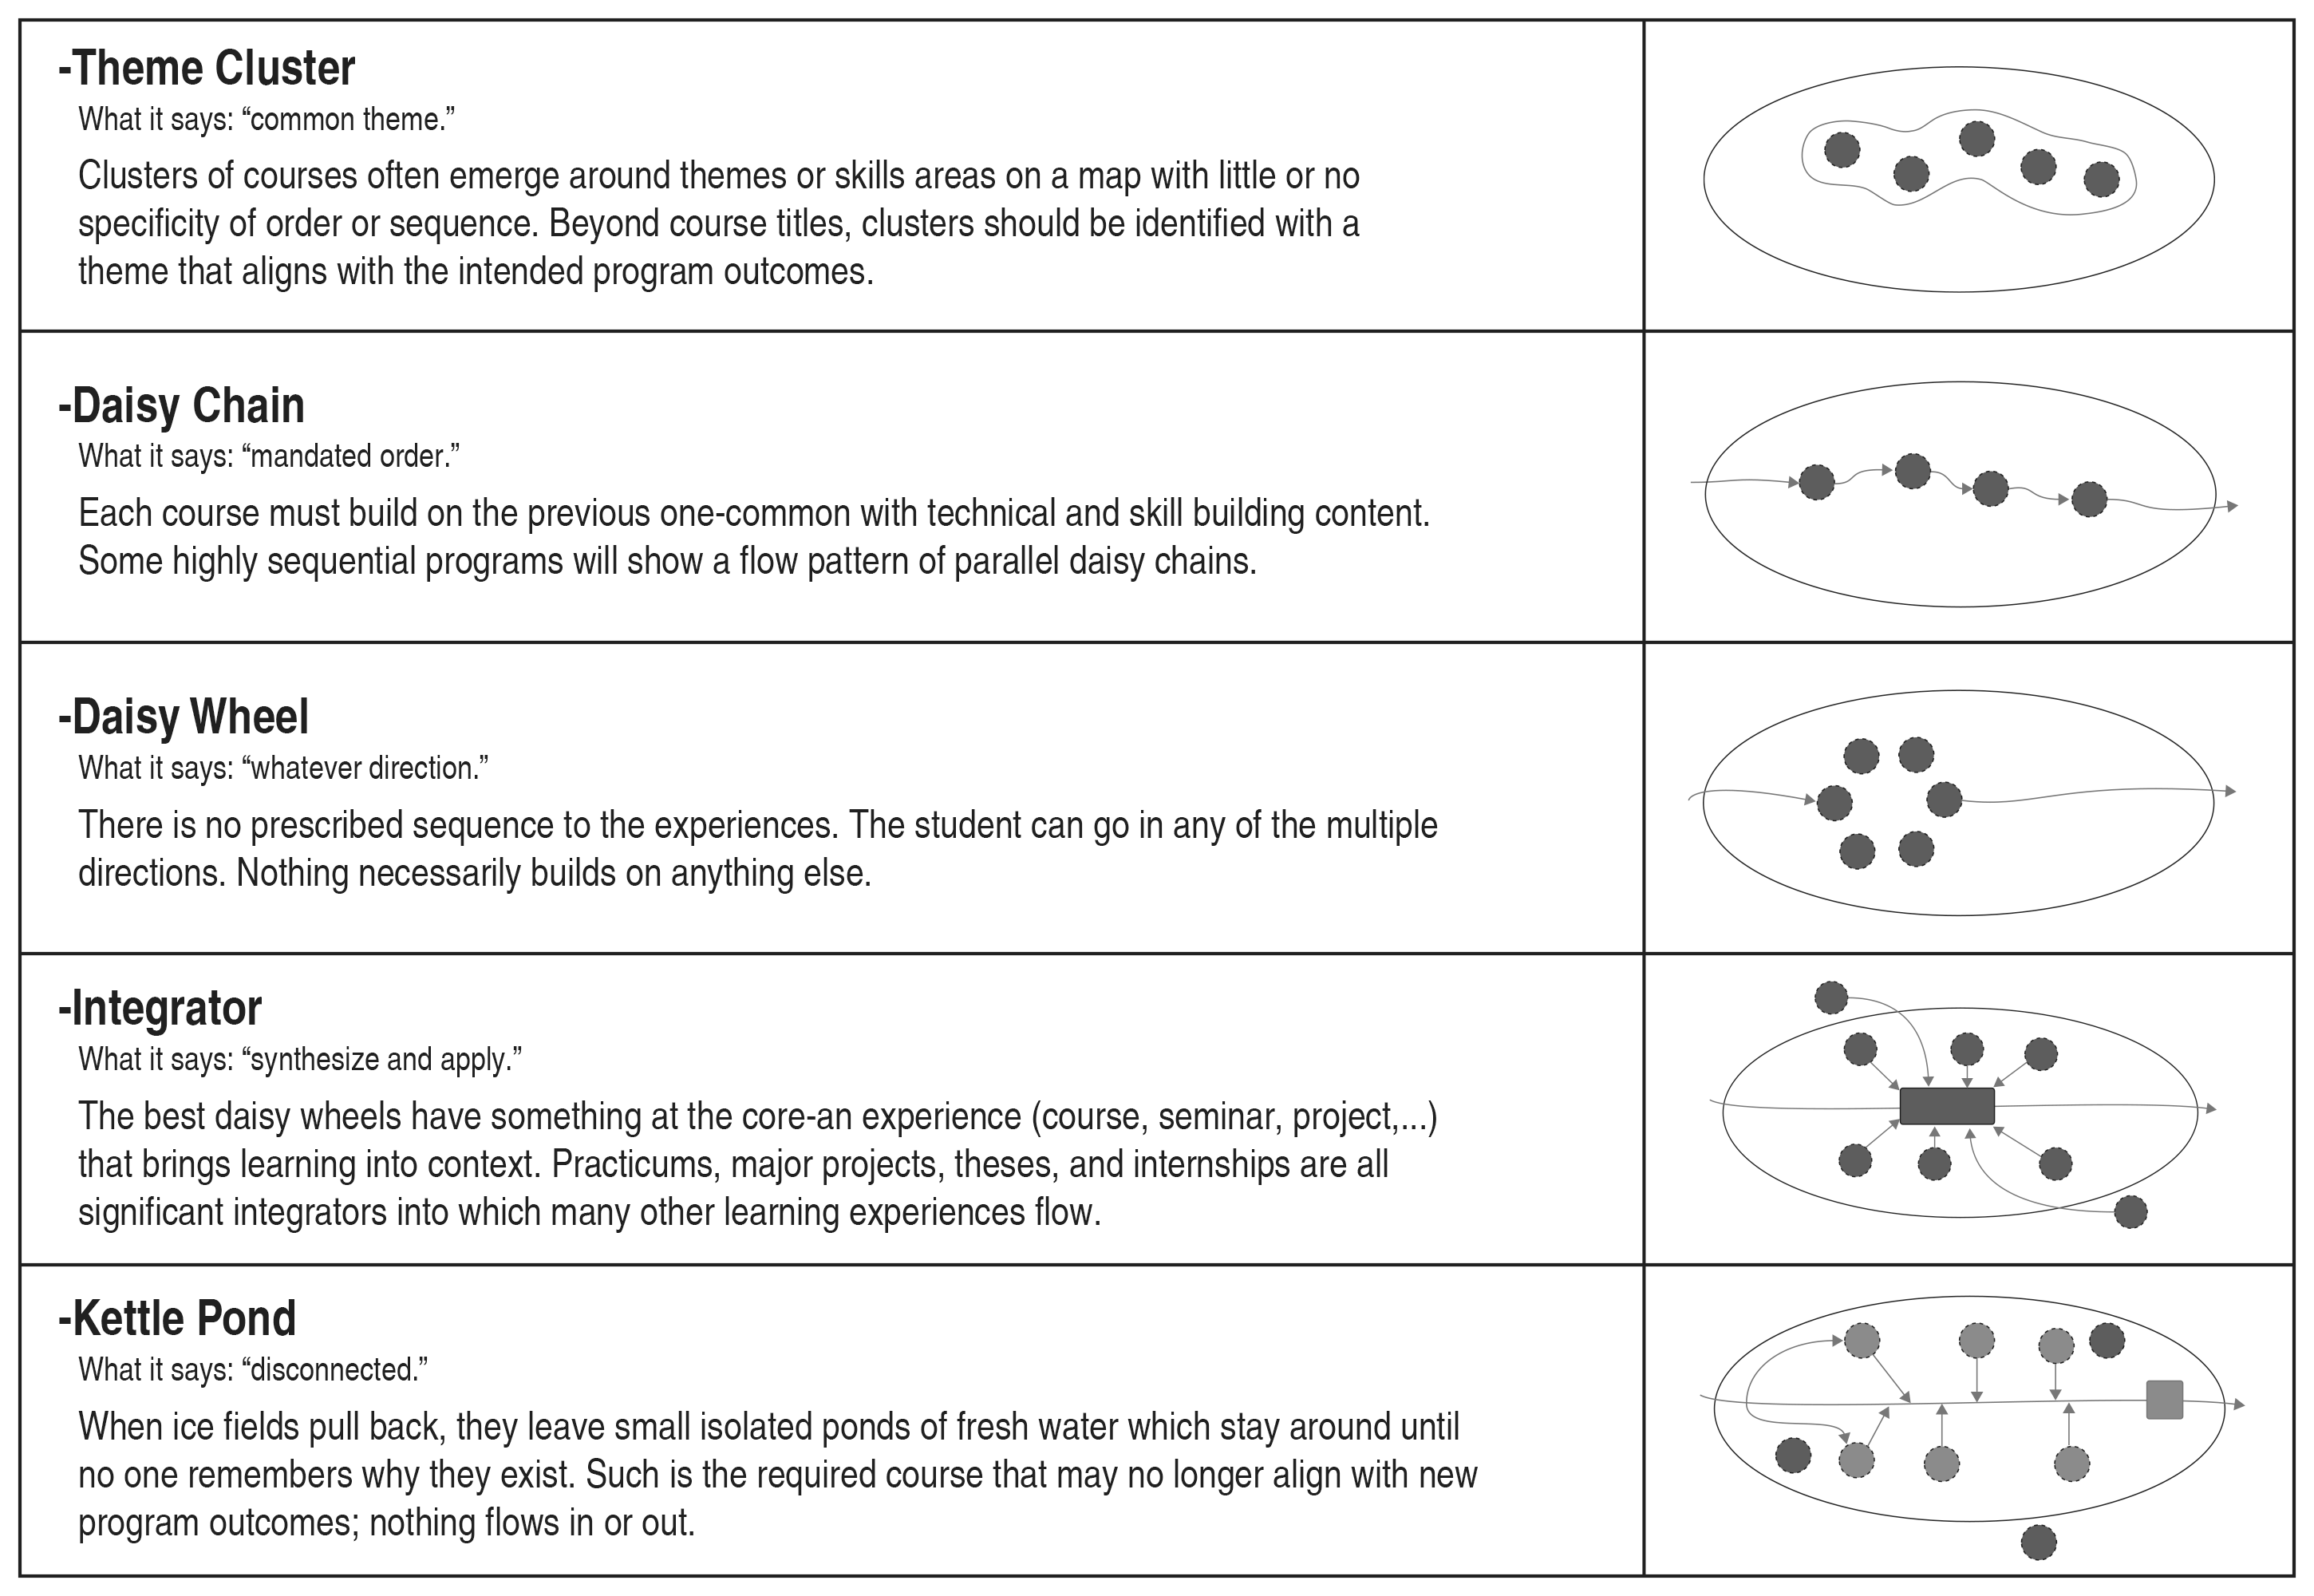 -Theme Cluster
What it says: “common theme.”
Clusters of courses often emerge around themes or skills areas on a map with little or no
specificity of order or sequence. Beyond course titles, clusters should be identified with a
theme that aligns with the intended program outcomes.
-Daisy Chain
What it says: “mandated order.”
Each course must build on the previous one-common with technical and skill building content.
Some highly sequential programs will show a flow pattern of parallel daisy chains.
-Daisy Wheel
What it says: “whatever direction.”
There is no prescribed sequence to the experiences. The student can go in any of the multiple
directions. Nothing necessarily builds on anything else.
-Integrator
What it says: “synthesize and apply.”
The best daisy wheels have something at the core-an experience (course, seminar, project,...)
that brings learning into context. Practicums, major projects, theses, and internships are all
significant integrators into which many other learning experiences flow.
-Kettle Pond
What it says: “disconnected.”
When ice fields pull back, they leave small isolated ponds of fresh water which stay around until
no one remembers why they exist. Such is the required course that may no longer align with new
program outcomes; nothing flows in or out.